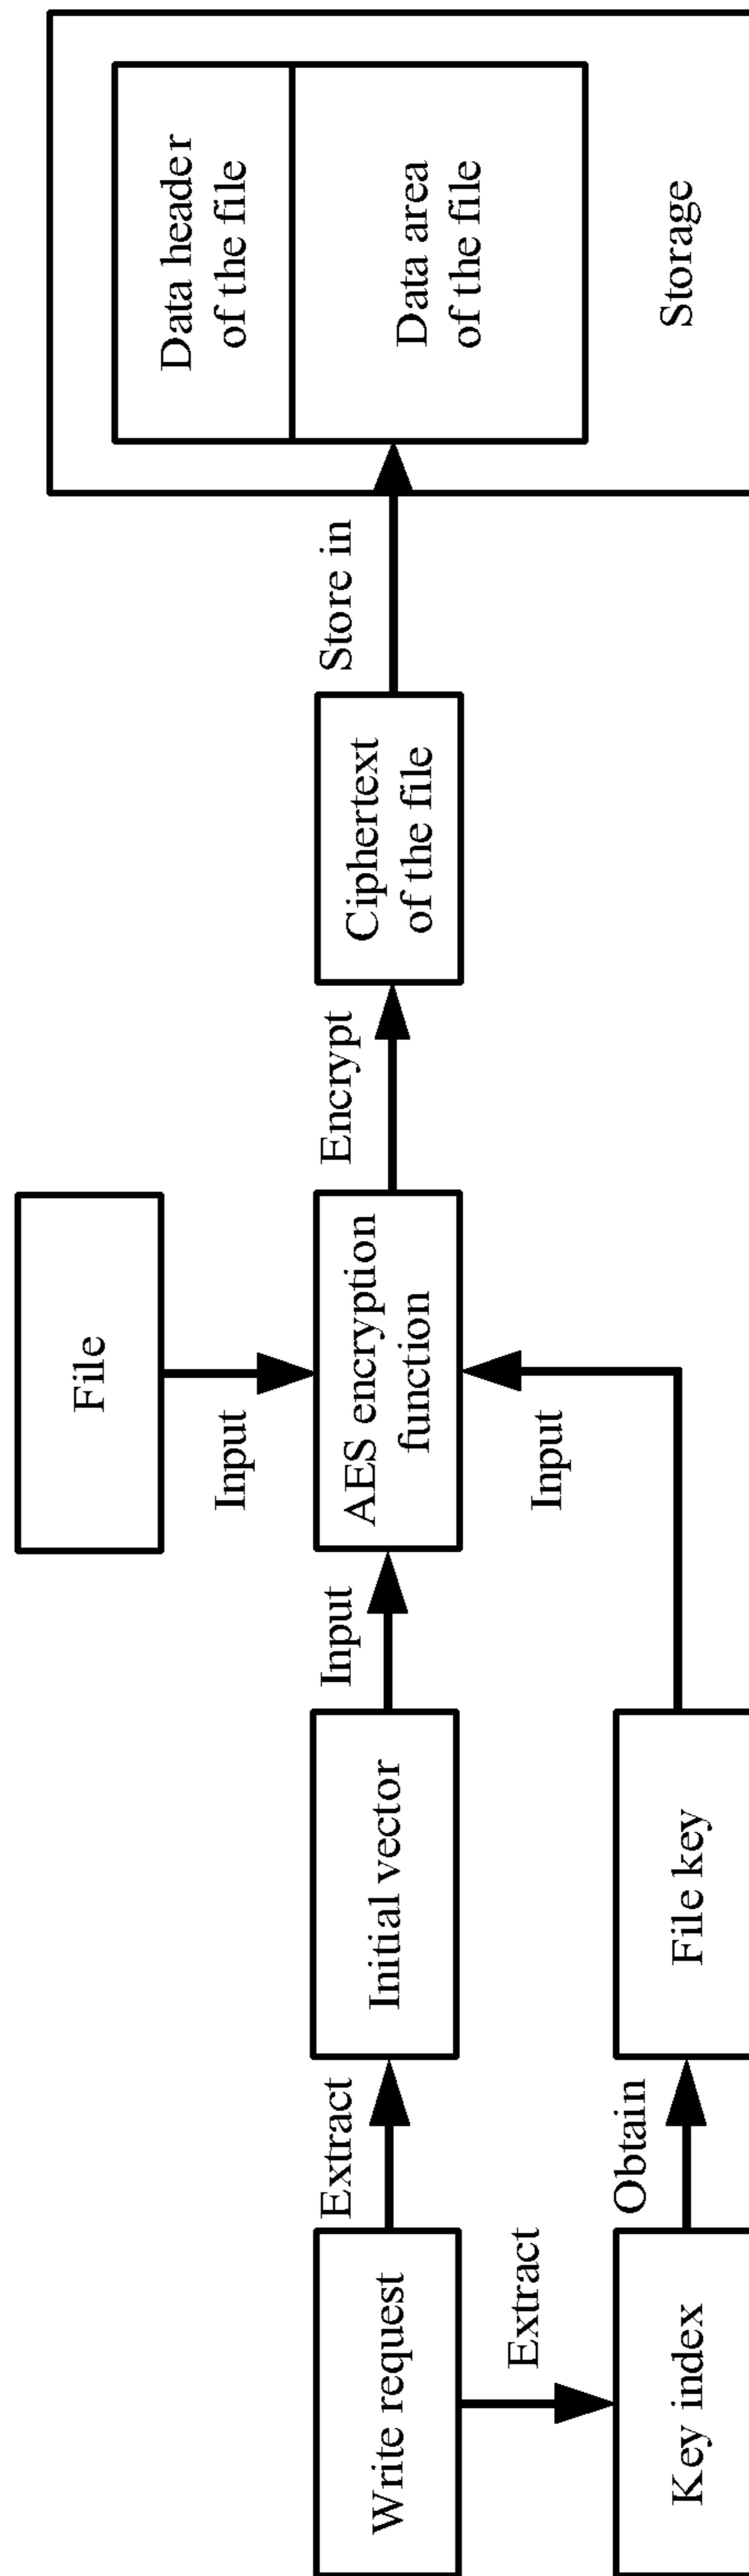 File
Input
Write request
Extract
Initial vector
Input
AES encryption
function
Encrypt
Ciphertext
of the file
Store in
Data header
of the file
Data area
of the file
Storage
Extract
Key index
Obtain
File key
Input